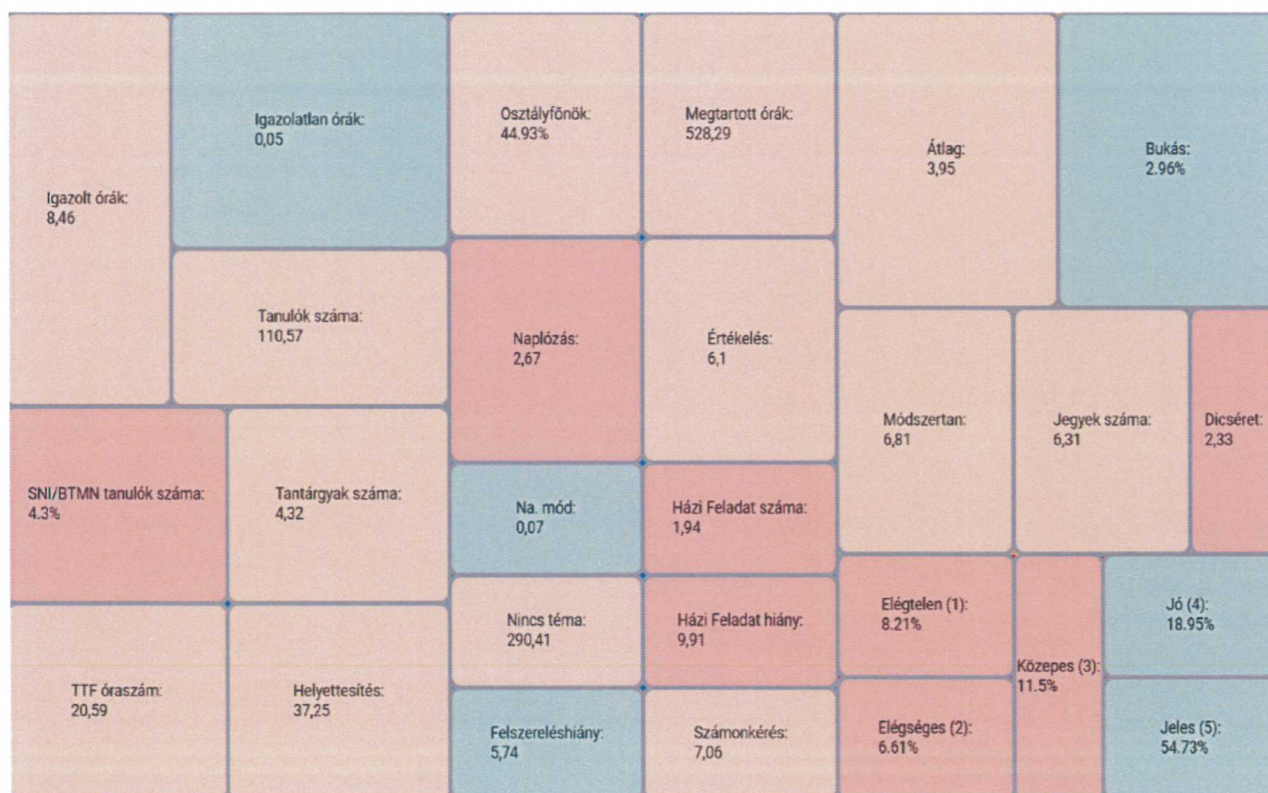 Igazolt órák:
8,46
Igazolatlan órák:
0,05
Tanulók száma:
110,57
SNI/BTMN tanulók száma:
4.3%
Tantárgyak száma:
4,32
TTF óraszám:
20,59
Helyettesítés:
37,25
Osztályfőnök:
44.93%
Megtartott órák:
528,29
Naplózás:
2,67
Értékelés:
6,1
Na. mód:
0,07
Házi Feladat száma:
1,94
Nincs téma:
290,41
Házi Feladat hiány:
9,91
Felszereléshiány:
5,74
Számonkérés:
7,06
Átlag:
3,95
Bukás:
2.96%
Módszertan:
6,81
Jegyek száma:
6,31
Dicséret:
2,33
Elégtelen (1):
8.21%
Elégséges (2):
6.61%
Közepes (3):
11.5%
Jó (4):
18.95%
Jeles (5):
54.73%